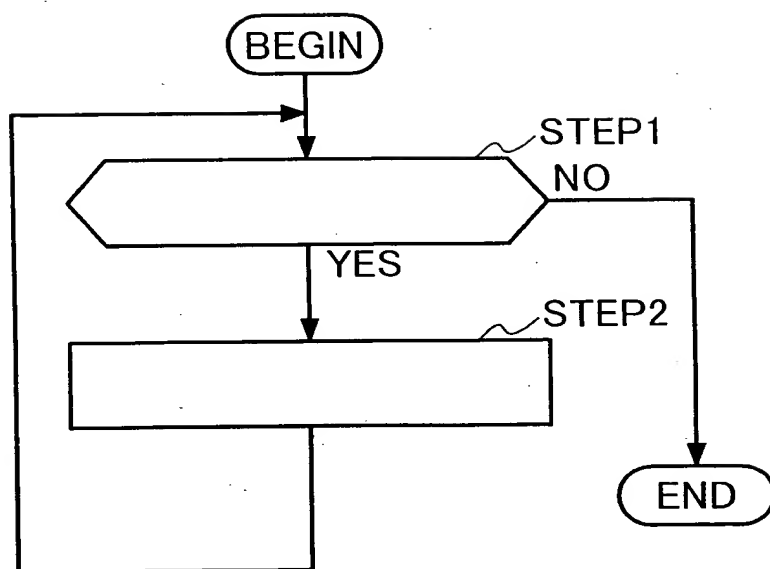 BEGIN
STEP1
NO
YES
STEP2
END